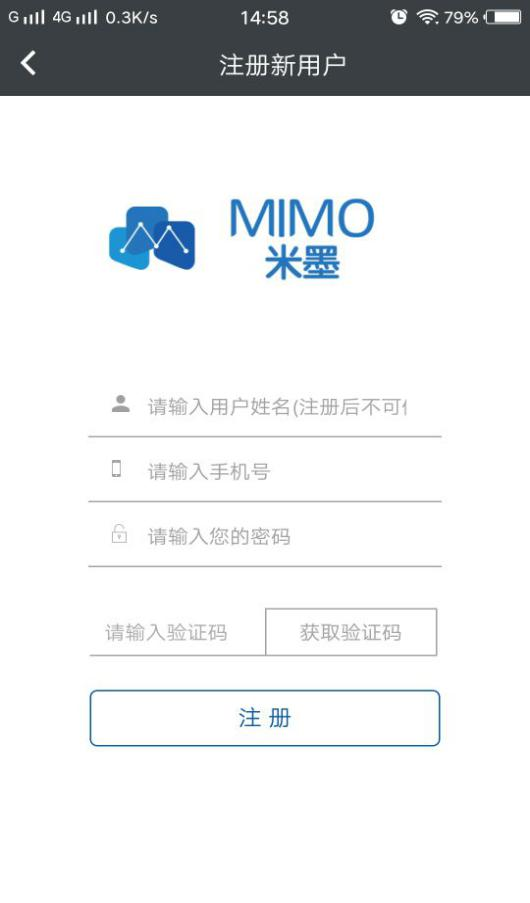 G 4G 0.3K/s 14:58 79%
注册新用户
MIMO
米墨
请输入用户姓名(注册后不可
请输入手机号
请输入您的密码
请输入验证码 获取验证码
注 册